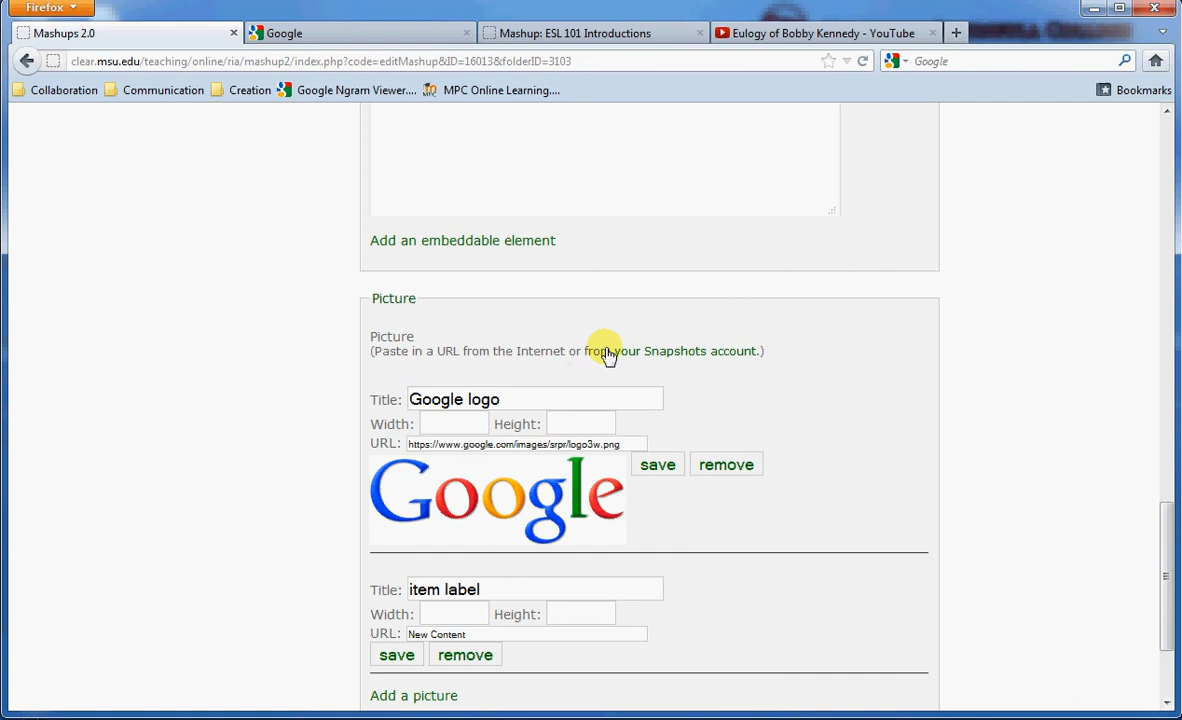 Firefox
Mashups 2.0
Google
Mashup: ESL 101 Introductions
Eulogy of Bobby Kennedy - YouTube
clear.msu.edu/teaching/online/ria/mashup2/index.php?code=editMashup&ID=16013&folderID=3103
Google
Collaboration
Communication
Creation
Google Ngram Viewer....
MPC Online Learning....
Bookmarks
Add an embeddable element
Picture
Picture
(Paste in a URL from the Internet or from your Snapshots account.)
Title: Google logo
Width: Height:
URL: https://www.google.com/images/srpr/logo3w.png
save remove
Google
Title: item label
Width: Height:
URL: New Content
save remove
Add a picture